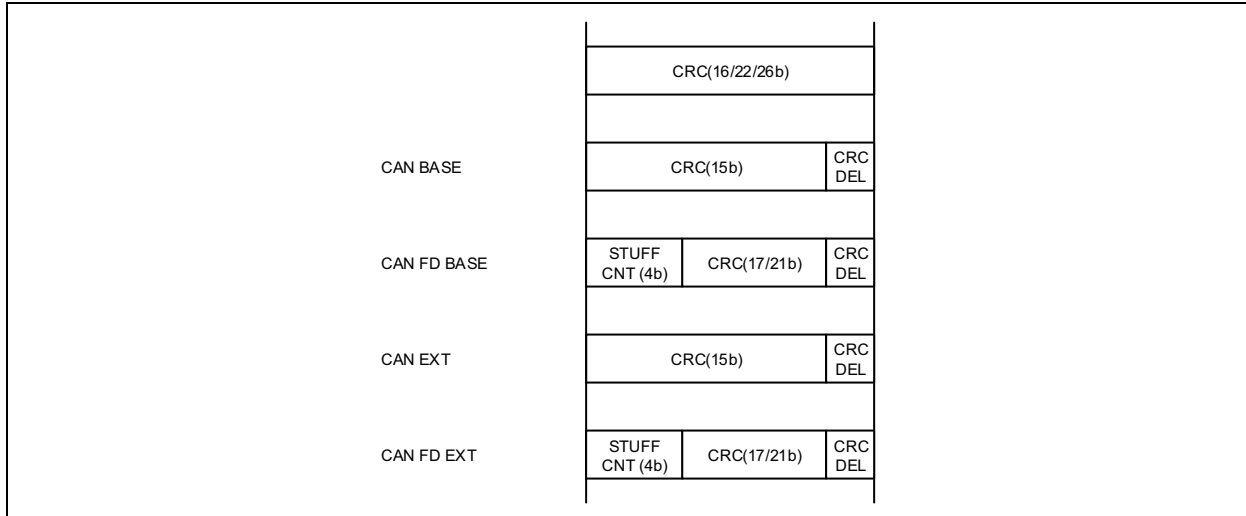 CRC(16/22/26b)
CAN BASE
CRC(15b)
CRC
DEL
CAN FD BASE
STUFF
CNT (4b)
CRC(17/21b)
CRC
DEL
CAN EXT
CRC(15b)
CRC
DEL
CAN FD EXT
STUFF
CNT (4b)
CRC(17/21b)
CRC
DEL